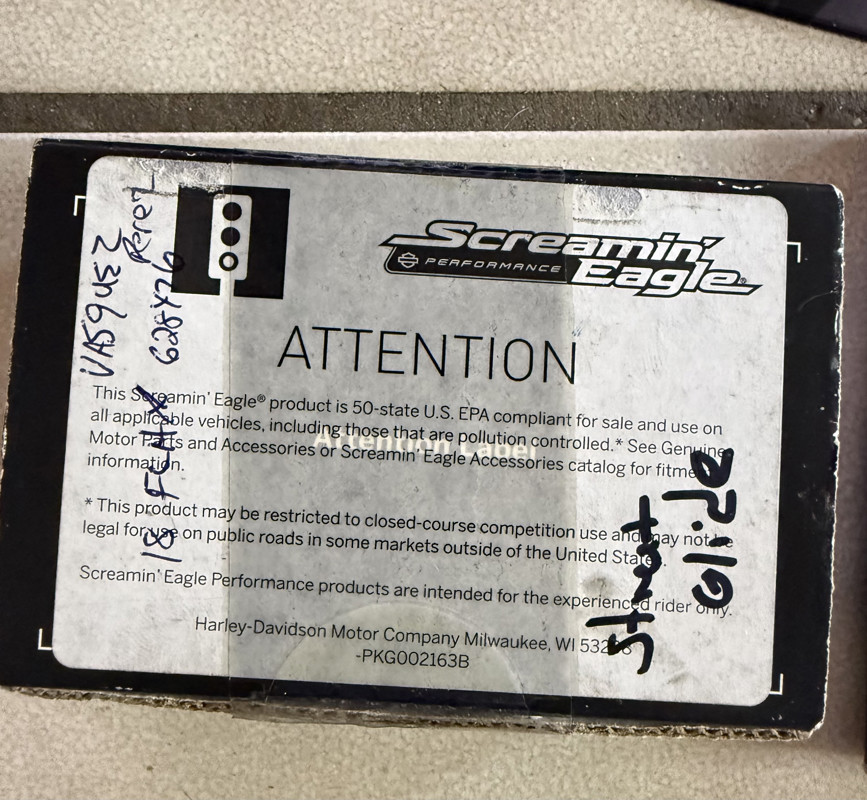 Screamin'
PERFORMANCE
Eagle®
ATTENTION
This Screamin' Eagle® product is 50-state U.S. EPA compliant for sale and use on
all applicable vehicles, including those that are pollution controlled.* See Genuine
Motor Parts and Accessories or Screamin' Eagle Accessories catalog for
information.
Attention Label
* This product may be restricted to closed-course competition use and may not be
legal for use on public roads in some markets outside of the United
Screamin' Eagle Performance products are intended for the experienced rider only.
Harley-Davidson Motor Company Milwaukee, WI
-PKG002163B
VASQUEZ
Perez
18 FLHX 628426
Street
Glide